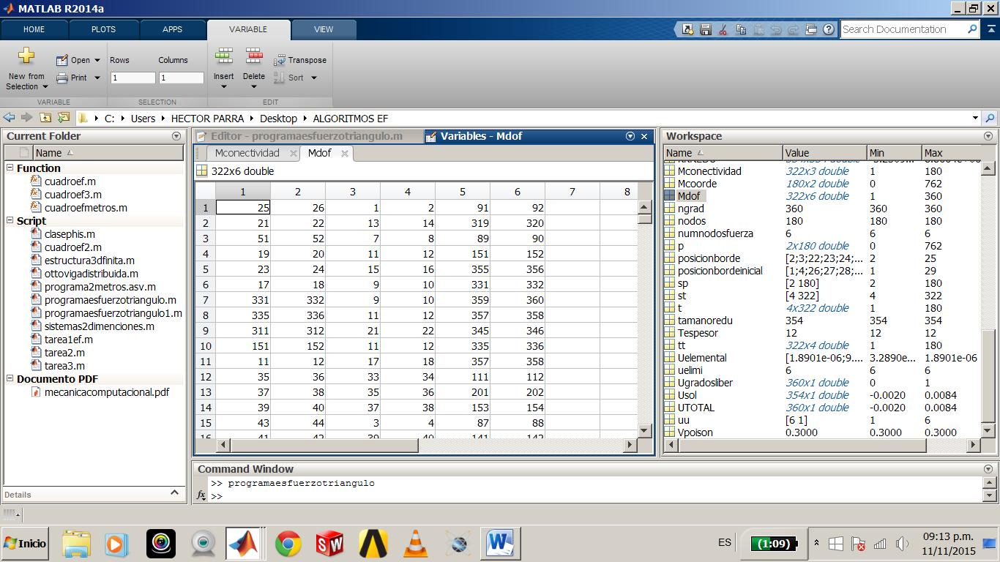 MATLAB R2014a
HOME PLOTS APPS VARIABLE VIEW
Search Documentation
New from Selection
Open
Print
Rows Columns
1 1
Insert Delete
Transpose
Sort
VARIABLE SELECTION EDIT
C: Users HECTOR PARRA Desktop ALGORITMOS EF
Current Folder
Name
Function
cuadroef.m
cuadroef3.m
cuadroefmetros.m
Script
clasephis.m
cuadroef2.m
estructura3dfinita.m
ottovigadistribuida.m
programa2metros.asv.m
programaesfuerzotriangulo.m
programaesfuerzotriangulo1.m
sistemas2dimenciones.m
tarea1ef.m
tarea2.m
tarea3.m
Documento PDF
mecanicacomputacional.pdf
Details
Editor - programaesfuerzotriangulo.m
Variables - Mdof
Mconectividad Mdof
322x6 double
1 2 3 4 5 6 7 8
1 25 26 1 2 91 92
2 21 22 13 14 319 320
3 51 52 7 8 89 90
4 19 20 11 12 151 152
5 23 24 15 16 355 356
6 17 18 9 10 331 332
7 331 332 9 10 359 360
8 335 336 11 12 357 358
9 311 312 21 22 345 346
10 151 152 11 12 335 336
11 11 12 17 18 357 358
12 35 36 33 34 111 112
13 37 38 35 36 201 202
14 39 40 37 38 153 154
15 43 44 3 4 87 88
16 41 42 39 40 141 142
Workspace
Name Value Min Max
Mconectividad 322x3 double 1 180
Mcoorde 180x2 double 0 762
Mdof 322x6 double 1 360
ngrad 360 360 360
nodos 180 180 180
numnodosfuerza 6 6 6
p 2x180 double 0 762
posicionborde [2;3;22;23;24;... 2 25
posicionbordeinicial [1;4;26;27;28;... 1 29
sp [2 180] 2 180
st [4 322] 4 322
t 4x322 double 1 180
tamanoredu 354 354 354
Tespesor 12 12 12
tt 322x4 double 1 180
Uelemental [1.8901e-06;9.... 3.2890e... 1.8901e-06
uelimi 6 6 6
Ugradosliber 360x1 double 0 1
Usol 354x1 double -0.0020 0.0084
UTOTAL 360x1 double -0.0020 0.0084
uu [6 1] 1 6
Vpoison 0.3000 0.3000 0.3000
Command Window
>> programaesfuerzotriangulo
fx >>
Inicio
ES
(1:09)
09:13 p.m.
11/11/2015